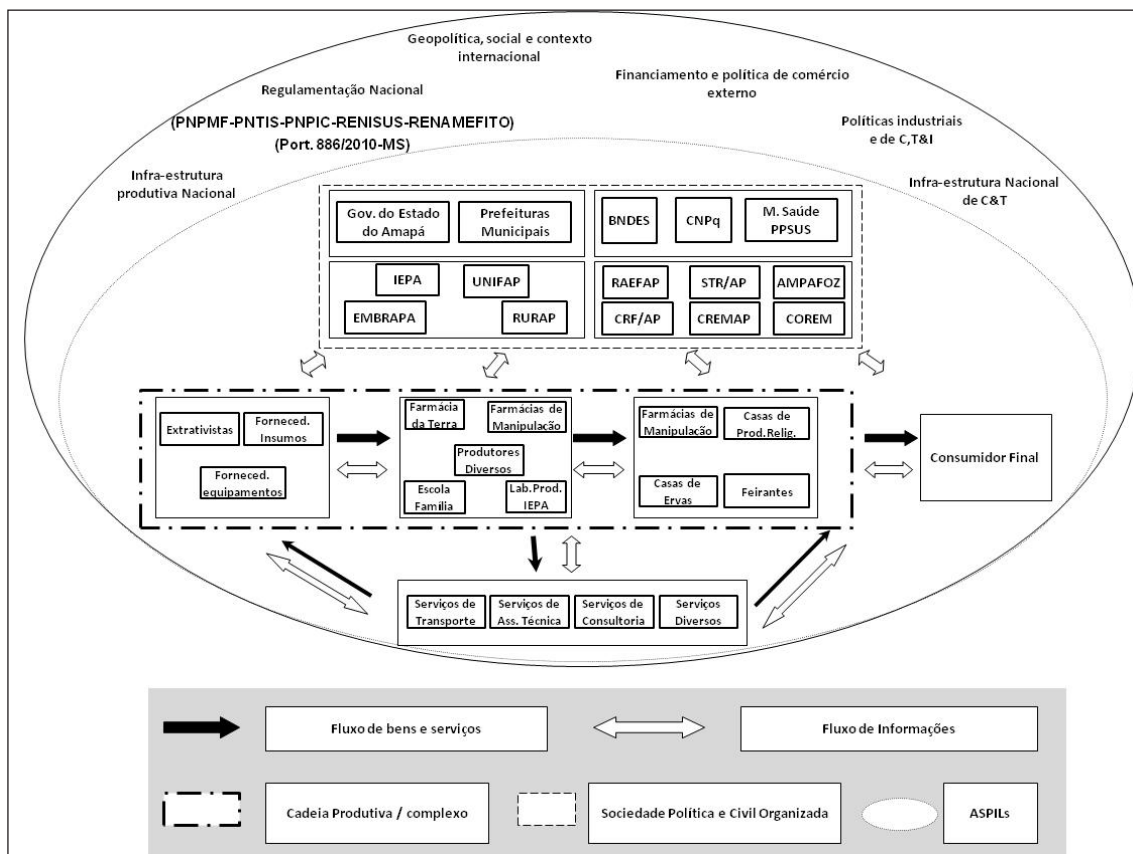 Geopolítica, social e contexto
internacional
Financiamento e política de comércio
externo
Regulamentação Nacional
(PNPMF-PNTIS-PNPIC-RENISUS-RENAMEFITO)
(Port. 886/2010-MS)
Políticas industriais
e de C,T&I
Infra-estrutura
produtiva Nacional
Infra-estrutura Nacional
de C&T
Gov. do Estado
do Amapá
Prefeituras
Municipais
BNDES
CNPq
M. Saúde
PPSUS
IEPA
UNIFAP
EMBRAPA
RURAP
RAEFAP
STR/AP
AMPAFOZ
CRF/AP
CREMAP
COREM
Extrativistas
Forneced.
Insumos
Forneced.
equipamentos
Farmácia
da Terra
Farmácias de
Manipulação
Produtores
Diversos
Escola
Família
Lab.Prod.
IEPA
Farmácias de
Manipulação
Casas de
Prod.Relig.
Casas de
Ervas
Feirantes
Consumidor Final
Serviços de
Transporte
Serviços de
Ass. Técnica
Serviços de
Consultoria
Serviços
Diversos
Fluxo de bens e serviços
Fluxo de Informações
Cadeia Produtiva / complexo
Sociedade Política e Civil Organizada
ASPILs